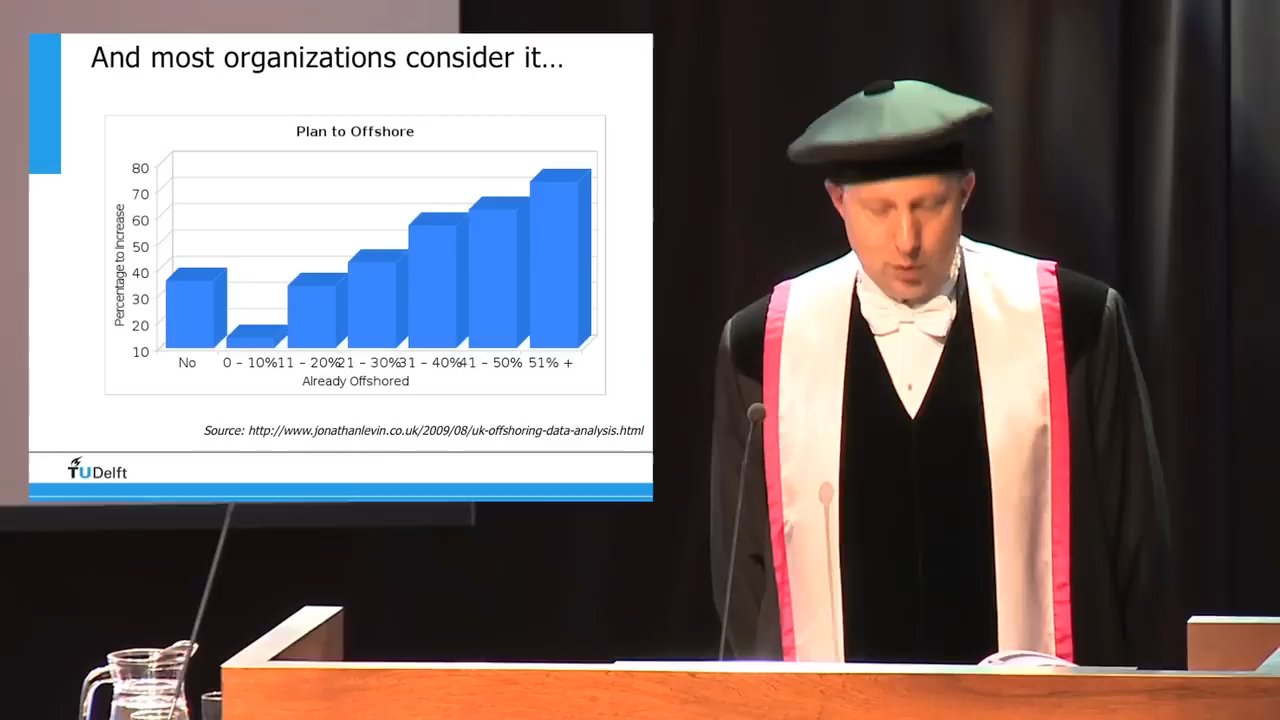 And most organizations consider it...
Plan to Offshore
80
70
60
50
40
30
20
10
Percentage to Increase
No 0 – 10% 11 – 20% 21 – 30% 31 – 40% 41 – 50% 51% +
Already Offshored
Source: http://www.jonathanlevin.co.uk/2009/08/uk-offshoring-data-analysis.html
TUDelft